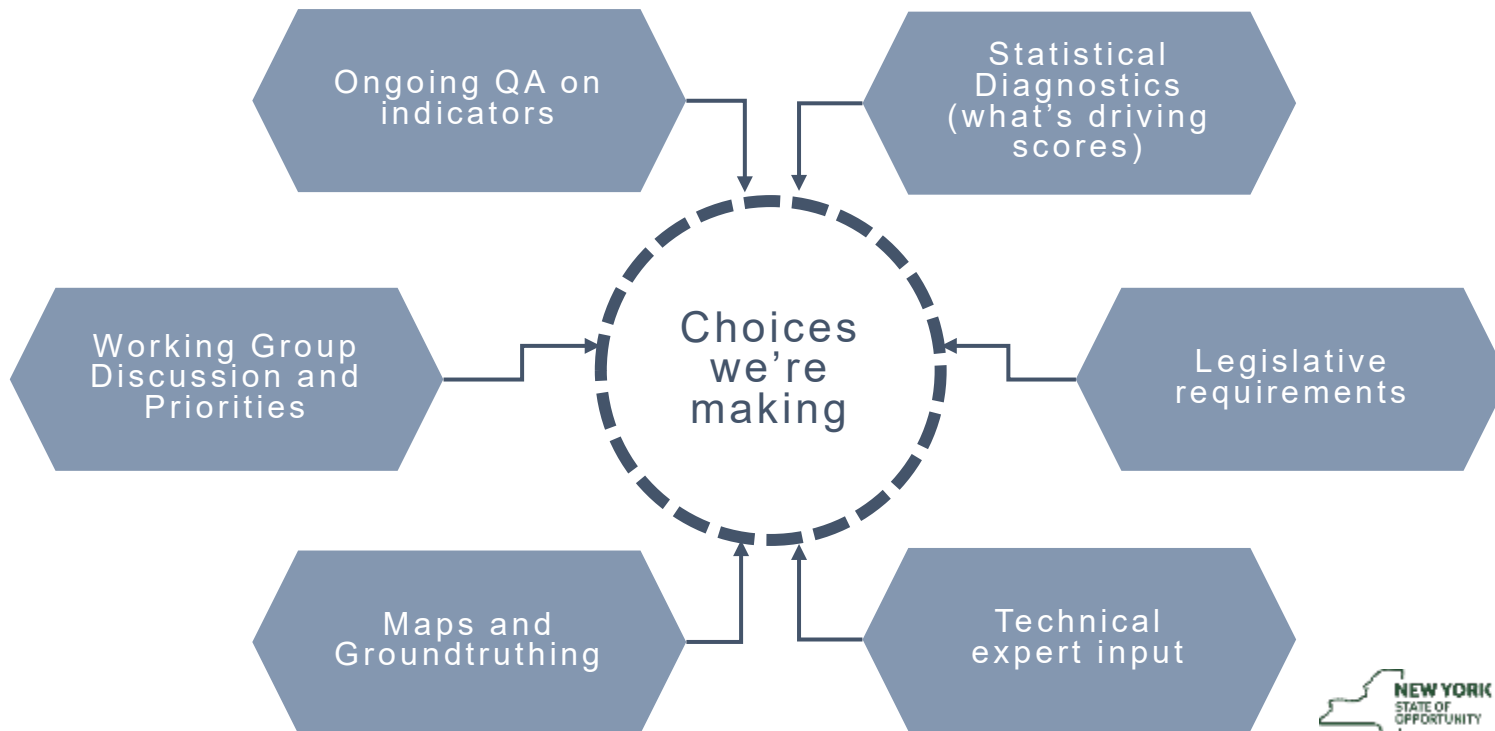 Ongoing QA on
indicators
Statistical
Diagnostics
(what’s driving
scores)
Working Group
Discussion and
Priorities
Choices
we’re
making
Legislative
requirements
Maps and
Groundtruthing
Technical
expert input
NEW YORK
STATE OF
OPPORTUNITY